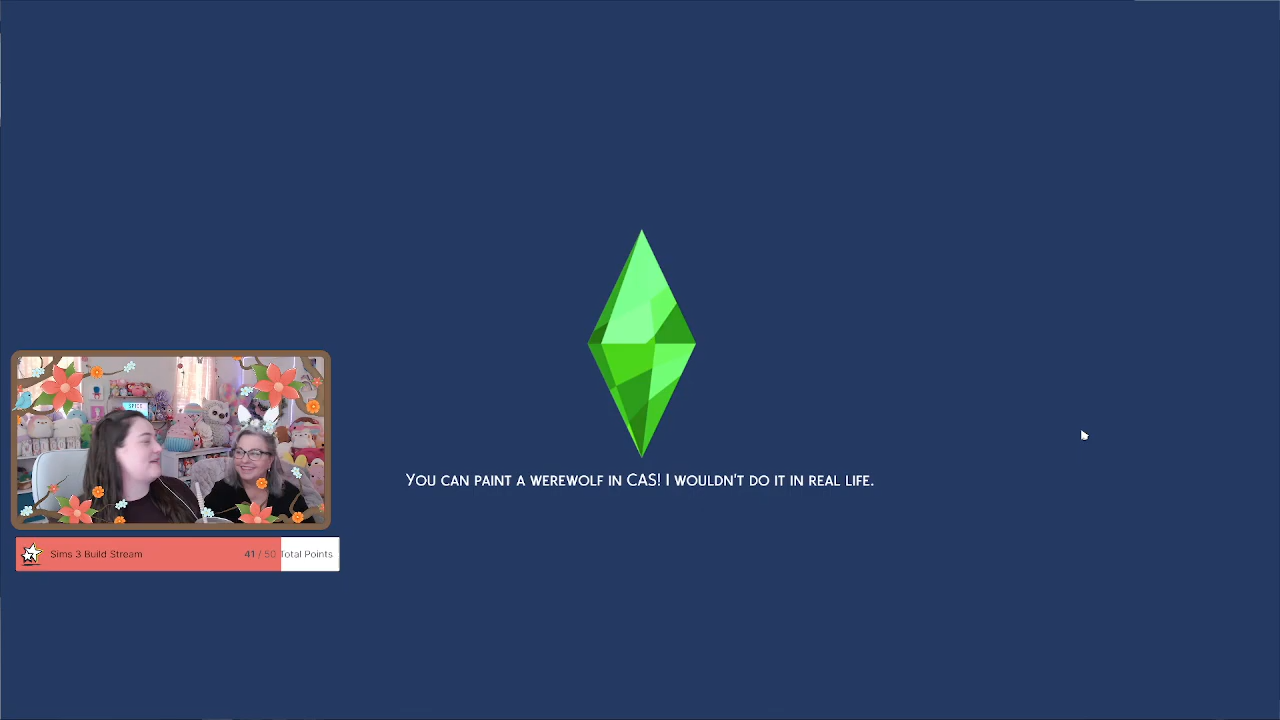 SPICE
YOU CAN PAINT A WEREWOLF IN CAS! I WOULDN'T DO IT IN REAL LIFE.
Sims 3 Build Stream 41 / 50 Total Points